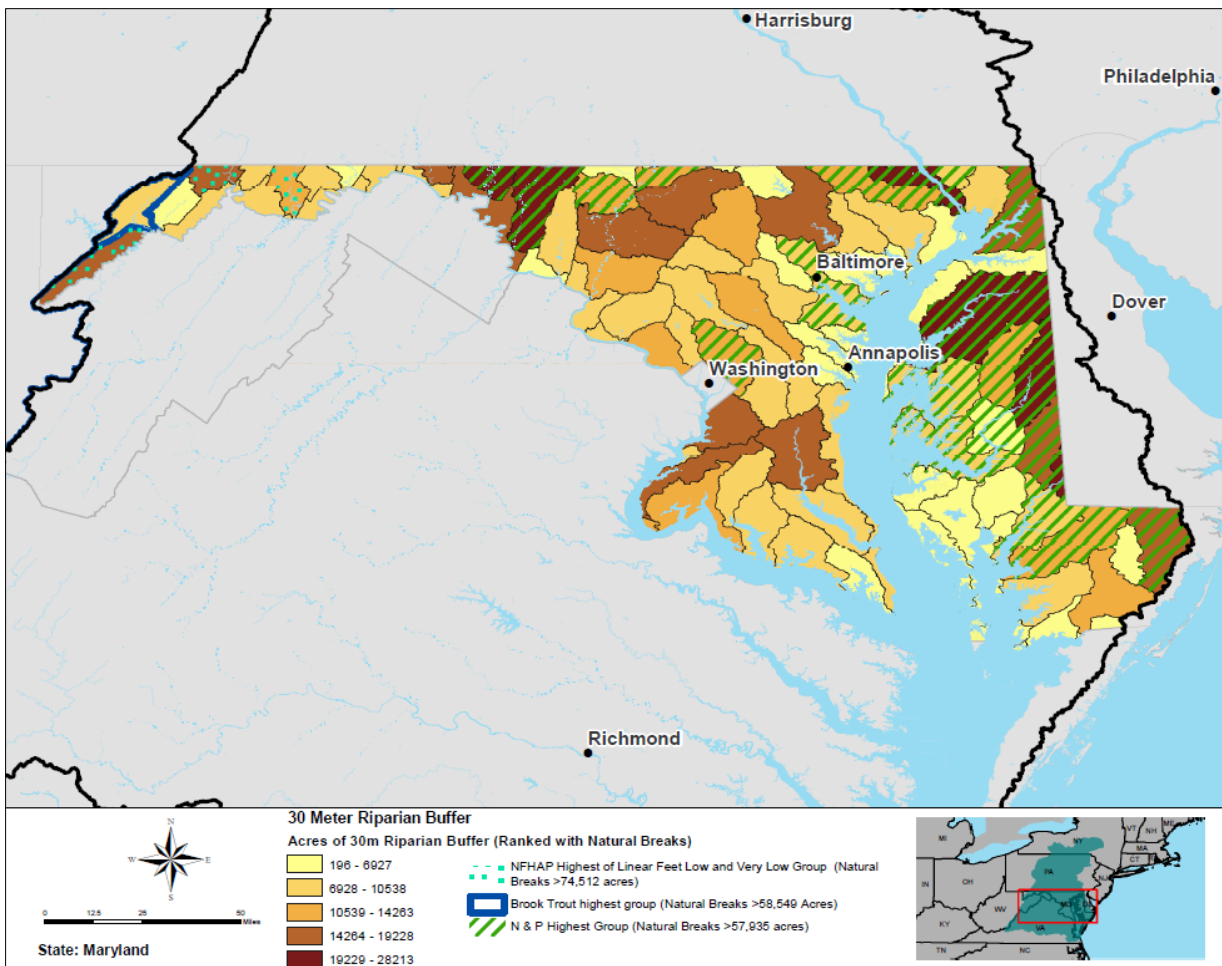 Harrisburg
Philadelphia
Baltimore
Dover
Annapolis
Washington
Richmond
30 Meter Riparian Buffer
Acres of 30m Riparian Buffer (Ranked with Natural Breaks)
196 - 6927
6928 - 10538
10539 - 14263
14264 - 19228
19229 - 28213
NFHAP Highest of Linear Feet Low and Very Low Group (Natural
Breaks >74,512 acres)
Brook Trout highest group (Natural Breaks >58,549 Acres)
N & P Highest Group (Natural Breaks >57,935 acres)
N
W
E
S
0 12.5 25 50
Miles
State: Maryland
MI
NY
VT
NH
ME
MA
CT
PA
NJ
IN
OH
WV
MD
DE
KY
VA
TN
NC